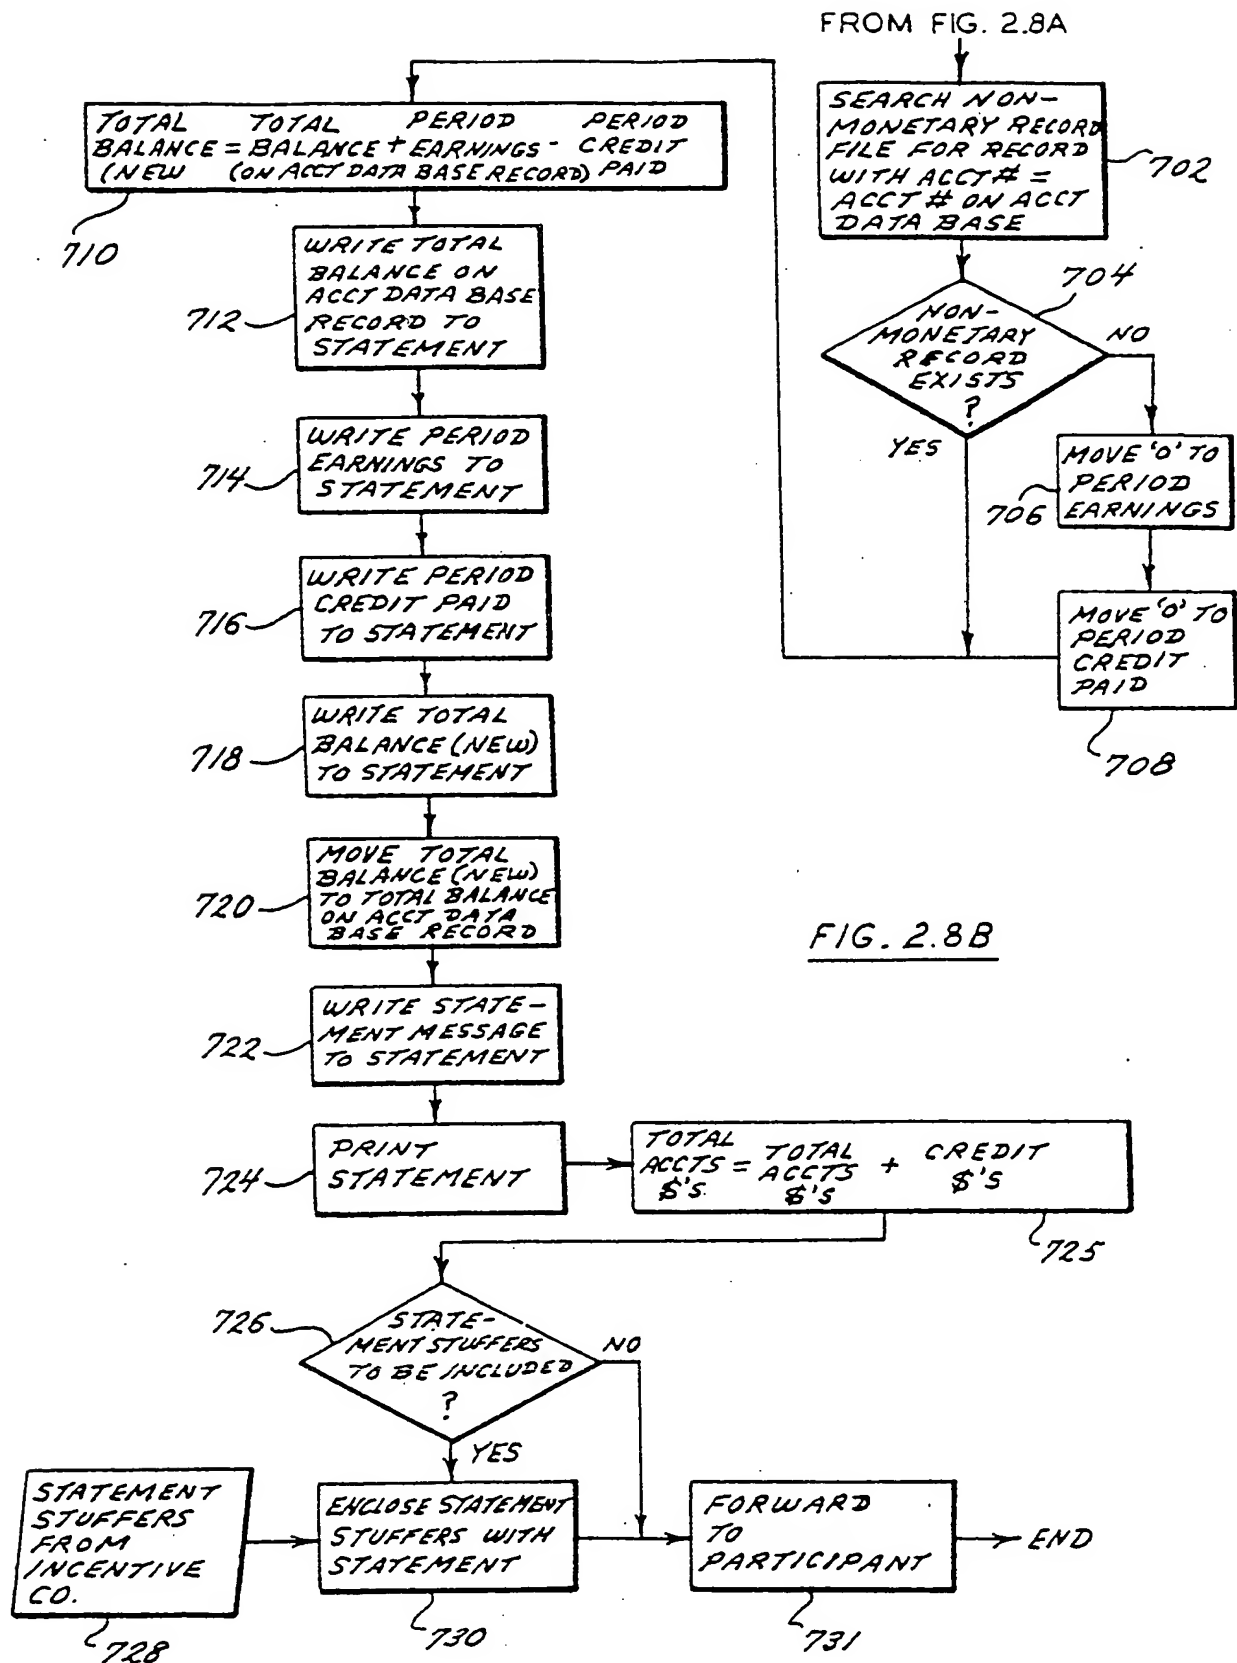 FROM FIG. 2.8A
SEARCH NON-
MONETARY RECORD
FILE FOR RECORD
WITH ACCT # =
ACCT # ON ACCT
DATA BASE
702
704
NON-
MONETARY
RECORD
EXISTS
?
NO
YES
MOVE '0' TO
PERIOD
EARNINGS
706
MOVE '0' TO
PERIOD
CREDIT
PAID
708
TOTAL TOTAL PERIOD PERIOD
BALANCE = BALANCE + EARNINGS - CREDIT
(NEW (ON ACCT DATA BASE RECORD) PAID
710
WRITE TOTAL
BALANCE ON
ACCT DATA BASE
RECORD TO
STATEMENT
712
WRITE PERIOD
EARNINGS TO
STATEMENT
714
WRITE PERIOD
CREDIT PAID
TO STATEMENT
716
WRITE TOTAL
BALANCE (NEW)
TO STATEMENT
718
MOVE TOTAL
BALANCE (NEW)
TO TOTAL BALANCE
ON ACCT DATA
BASE RECORD
720
FIG. 2.8B
WRITE STATE-
MENT MESSAGE
TO STATEMENT
722
PRINT
STATEMENT
724
TOTAL TOTAL CREDIT
ACCTS = ACCTS + $'S
$'S $'S
725
STATE-
MENT STUFFERS
TO BE INCLUDED
?
726
NO
YES
STATEMENT
STUFFERS
FROM
INCENTIVE
CO.
728
ENCLOSE STATEMENT
STUFFERS WITH
STATEMENT
730
FORWARD
TO
PARTICIPANT
731
END